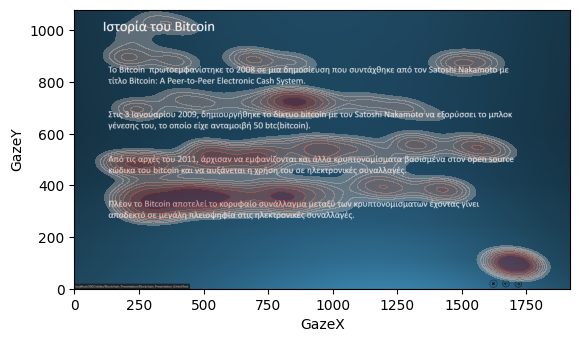 Ιστορία του Bitcoin
Το Bitcoin πρωτοεμφανίστηκε το 2008 σε μια δημοσίευση που συντάχθηκε από τον Satoshi Nakamoto με
τίτλο Bitcoin: A Peer-to-Peer Electronic Cash System.
Στις 3 Ιανουαρίου 2009, δημιουργήθηκε το δίκτυο bitcoin με τον Satoshi Nakamoto να εξορύσσει το μπλοκ
γένεσης του, το οποίο είχε ανταμοιβή 50 btc(bitcoin).
Από τις αρχές του 2011, άρχισαν να εμφανίζονται και άλλα κρυπτονομίσματα βασισμένα στον open source
κώδικα του bitcoin και να αυξάνεται η χρήση του σε ηλεκτρονικές συναλλαγές.
Πλέον το Bitcoin αποτελεί το κορυφαίο συνάλλαγμα μεταξύ των κρυπτονομισματων έχοντας γίνει
αποδεκτό σε μεγάλη πλειοψηφία στις ηλεκτρονικές συναλλαγές.
GazeY
1000
800
600
400
200
0
0 250 500 750 1000 1250 1500 1750
GazeX